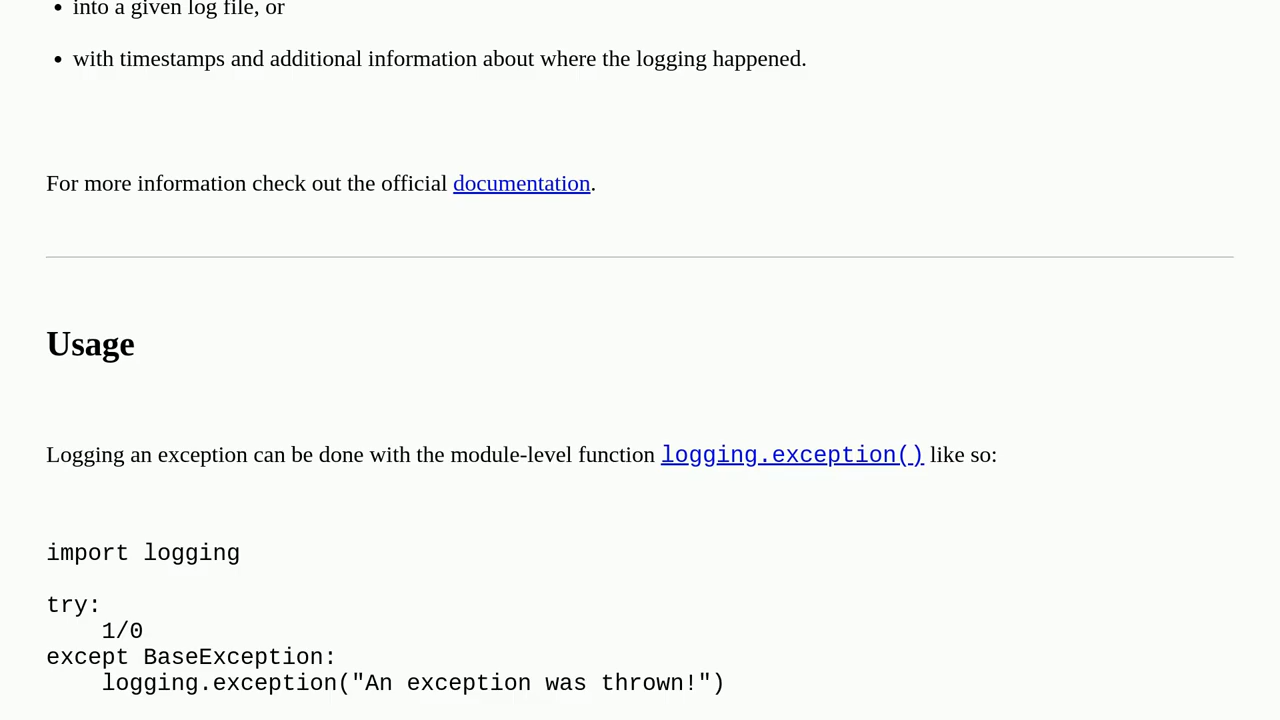 into a given log file, or
with timestamps and additional information about where the logging happened.
For more information check out the official documentation.
Usage
Logging an exception can be done with the module-level function logging.exception() like so:
import logging
try:
    1/0
except BaseException:
    logging.exception("An exception was thrown!")